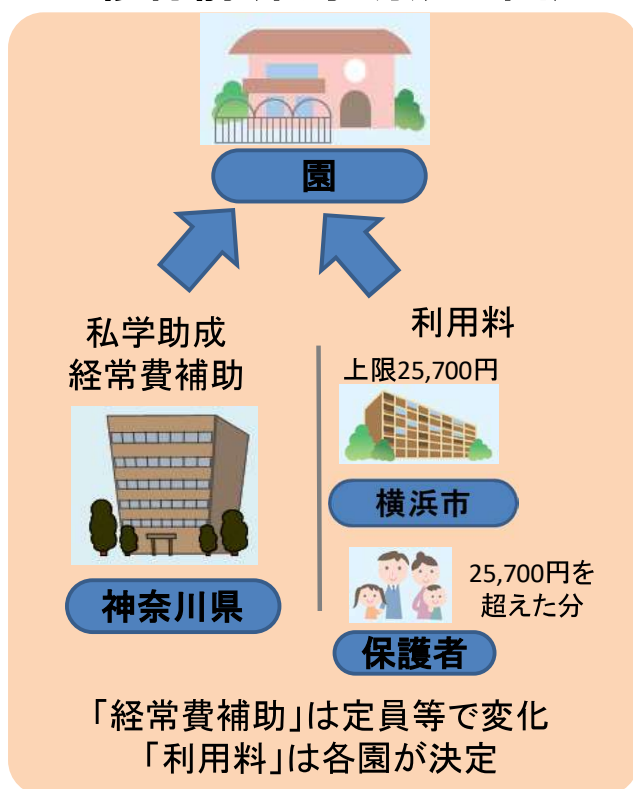 園
私学助成
経常費補助
神奈川県
利用料
上限25,700円
横浜市
25,700円を
超えた分
保護者
「経常費補助」は定員等で変化
「利用料」は各園が決定